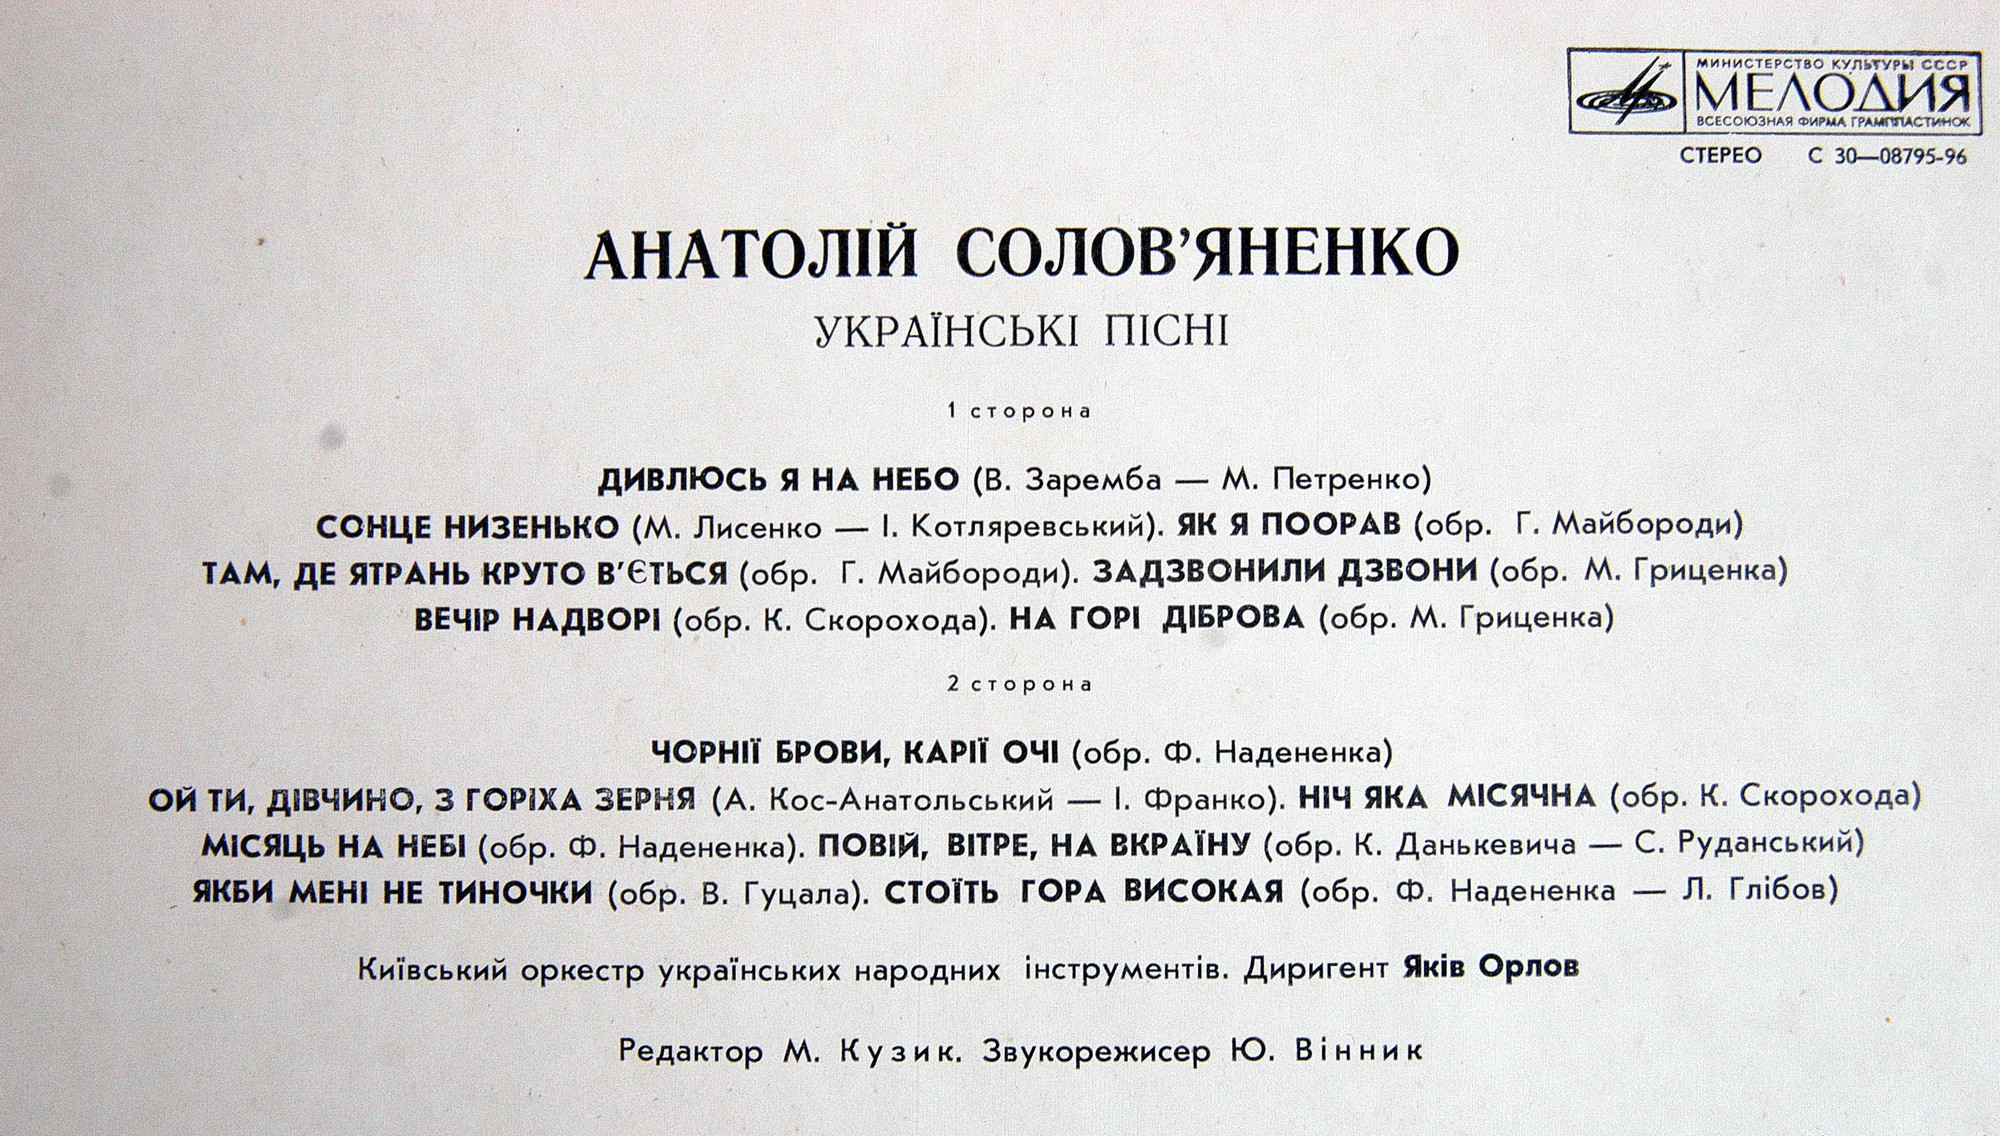 МИНИСТЕРСТВО КУЛЬТУРЫ СССР
МЕЛОДИЯ
ВСЕСОЮЗНАЯ ФИРМА ГРАМПЛАСТИНОК
СТЕРЕО С 30—08795-96
АНАТОЛІЙ СОЛОВ’ЯНЕНКО
УКРАЇНСЬКІ ПІСНІ
1 сторона
ДИВЛЮСЬ Я НА НЕБО (В. Заремба — М. Петренко)
СОНЦЕ НИЗЕНЬКО (М. Лисенко — І. Котляревський). ЯК Я ПООРАВ (обр. Г. Майбороди)
ТАМ, ДЕ ЯТРАНЬ КРУТО В’ЄТЬСЯ (обр. Г. Майбороди). ЗАДЗВОНИЛИ ДЗВОНИ (обр. М. Гриценка)
ВЕЧІР НАДВОРІ (обр. К. Скорохода). НА ГОРІ ДІБРОВА (обр. М. Гриценка)
2 сторона
ЧОРНІЇ БРОВИ, КАРІЇ ОЧІ (обр. Ф. Надененка)
ОЙ ТИ, ДІВЧИНО, З ГОРІХА ЗЕРНЯ (А. Кос-Анатольський — І. Франко). НІЧ ЯКА МІСЯЧНА (обр. К. Скорохода)
МІСЯЦЬ НА НЕБІ (обр. Ф. Надененка). ПОВІЙ, ВІТРЕ, НА ВКРАЇНУ (обр. К. Данькевича — С. Руданський)
ЯКБИ МЕНІ НЕ ТИНОЧКИ (обр. В. Гуцала). СТОЇТЬ ГОРА ВИСОКАЯ (обр. Ф. Надененка — Л. Глібов)
Київський оркестр українських народних інструментів. Диригент Яків Орлов
Редактор М. Кузик. Звукорежисер Ю. Вінник